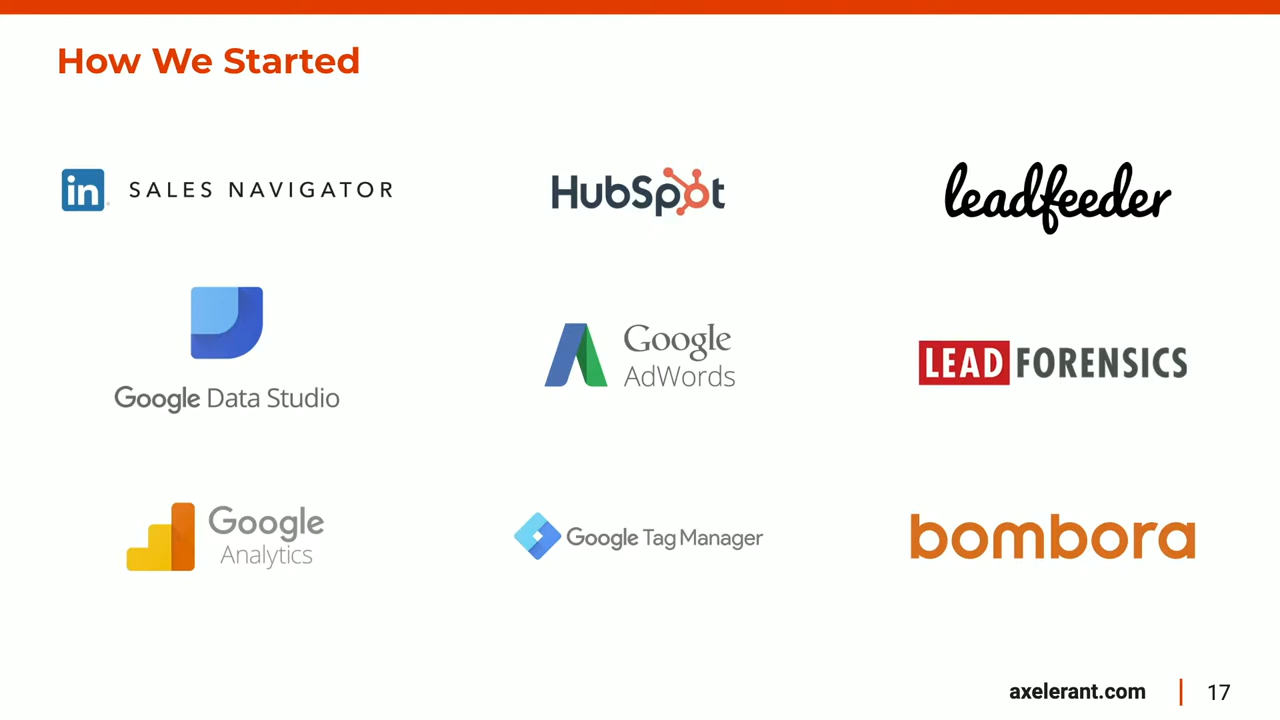 How We Started
in SALES NAVIGATOR
HubSpot
leadfeeder
Google Data Studio
Google
AdWords
LEAD FORENSICS
Google
Analytics
Google Tag Manager
bombora
axelerant.com | 17